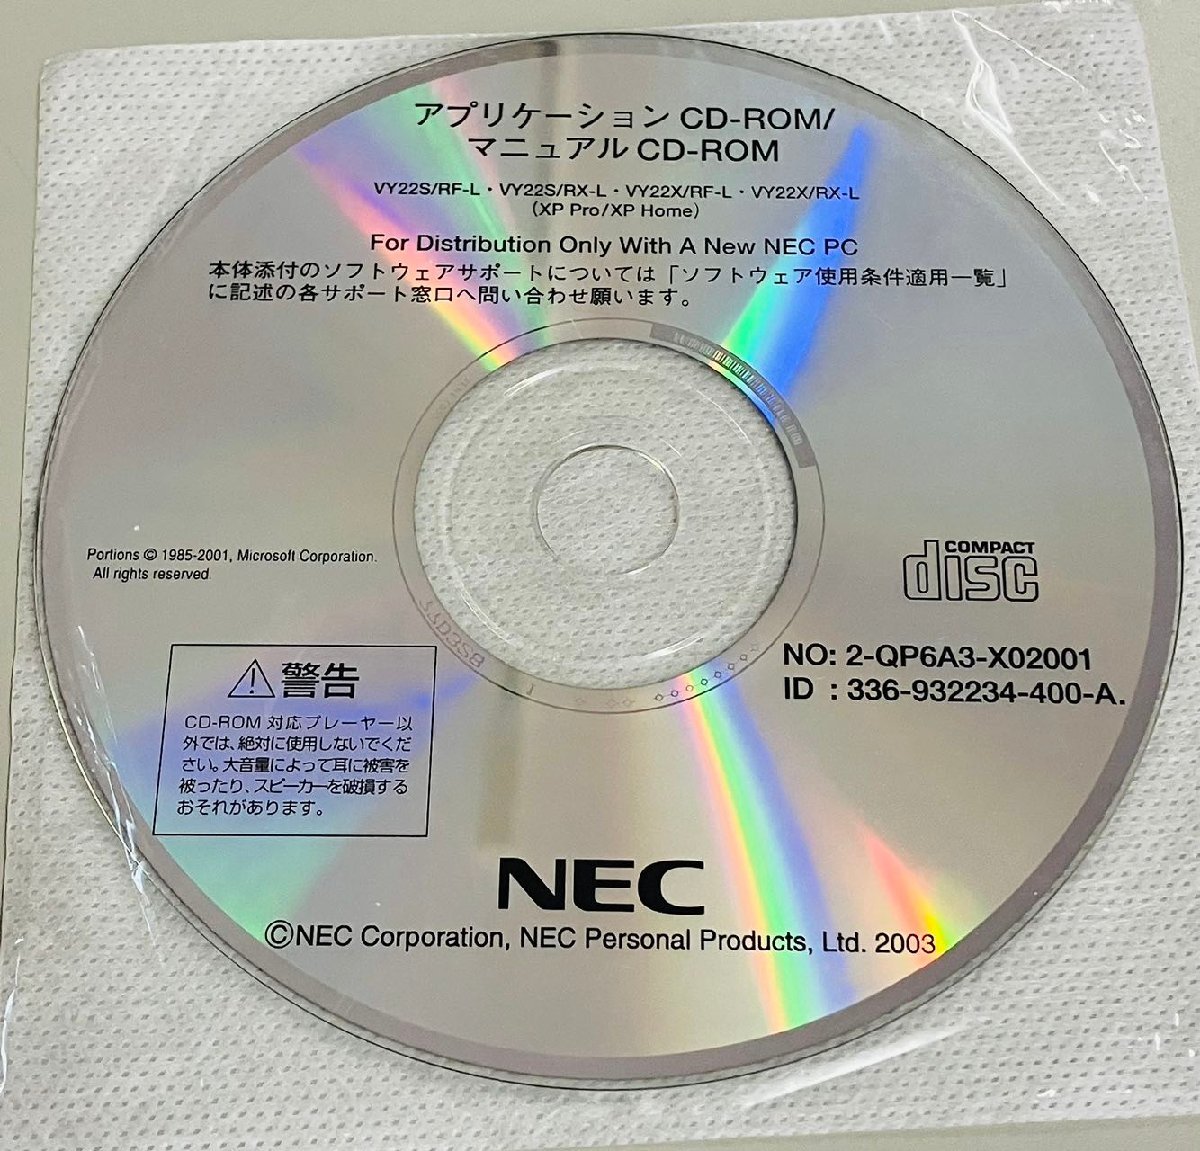 アプリケーション CD-ROM/
マニュアル CD-ROM
VY22S/RF-L・VY22S/RX-L・VY22X/RF-L・VY22X/RX-L
(XP Pro/XP Home)
For Distribution Only With A New NEC PC
本体添付のソフトウェアサポートについては「ソフトウェア使用条件適用一覧」
に記述の各サポート窓口へ問い合わせ願います。
Portions © 1985-2001, Microsoft Corporation.
All rights reserved.
COMPACT
disc
NO: 2-QP6A3-X02001
ID : 336-932234-400-A.
警告
CD-ROM 対応プレーヤー以
外では、絶対に使用しないでくだ
さい。大音量によって耳に被害を
被ったり、スピーカーを破損する
おそれがあります。
NEC
©NEC Corporation, NEC Personal Products, Ltd. 2003